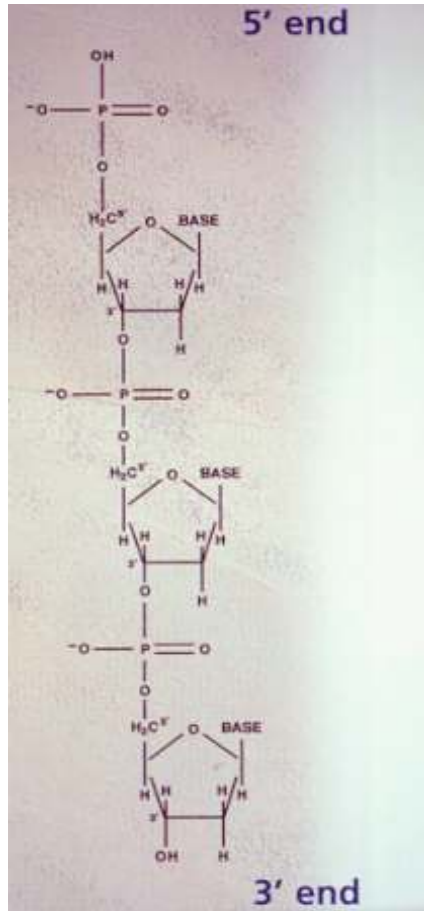 5′ end
OH
⁻O P O
O
H₂C⁵′ O BASE
H H H H
3′
H
O
⁻O P O
O
H₂C⁵′ O BASE
H H H H
3′
H
O
⁻O P O
O
H₂C⁵′ O BASE
H H H H
3′
OH H
3′ end